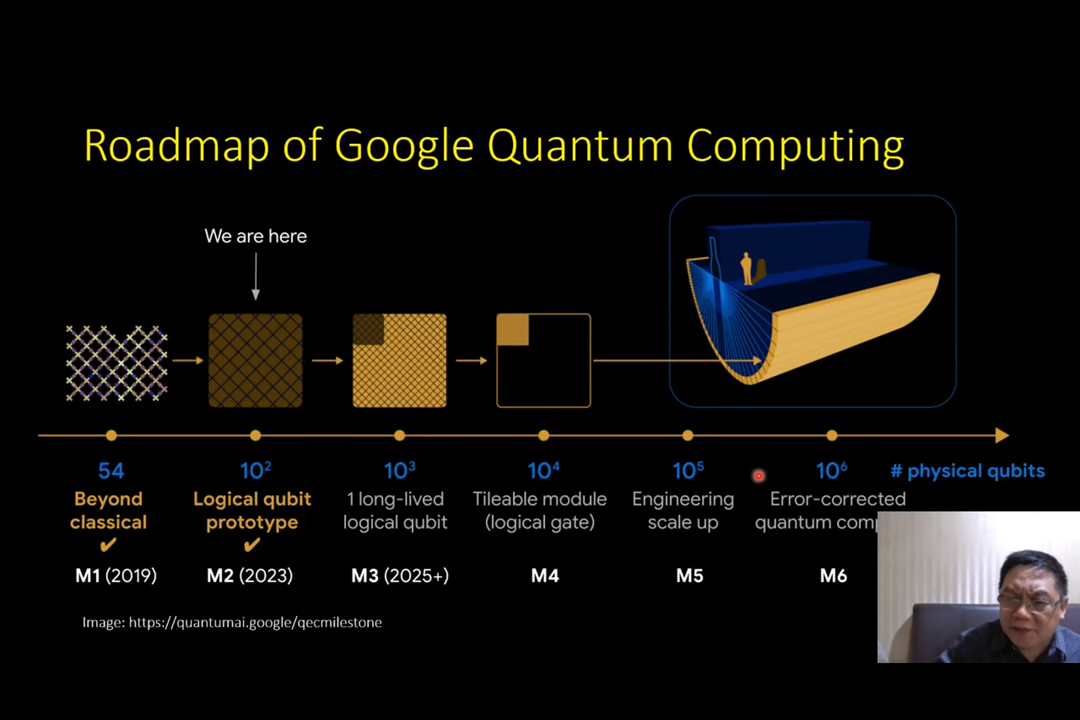 Roadmap of Google Quantum Computing
We are here
54
10²
10³
10⁴
10⁵
10⁶
# physical qubits
Beyond
classical
Logical qubit
prototype
1 long-lived
logical qubit
Tileable module
(logical gate)
Engineering
scale up
Error-corrected
quantum comp
M1 (2019)
M2 (2023)
M3 (2025+)
M4
M5
M6
Image: https://quantumai.google/qecmilestone